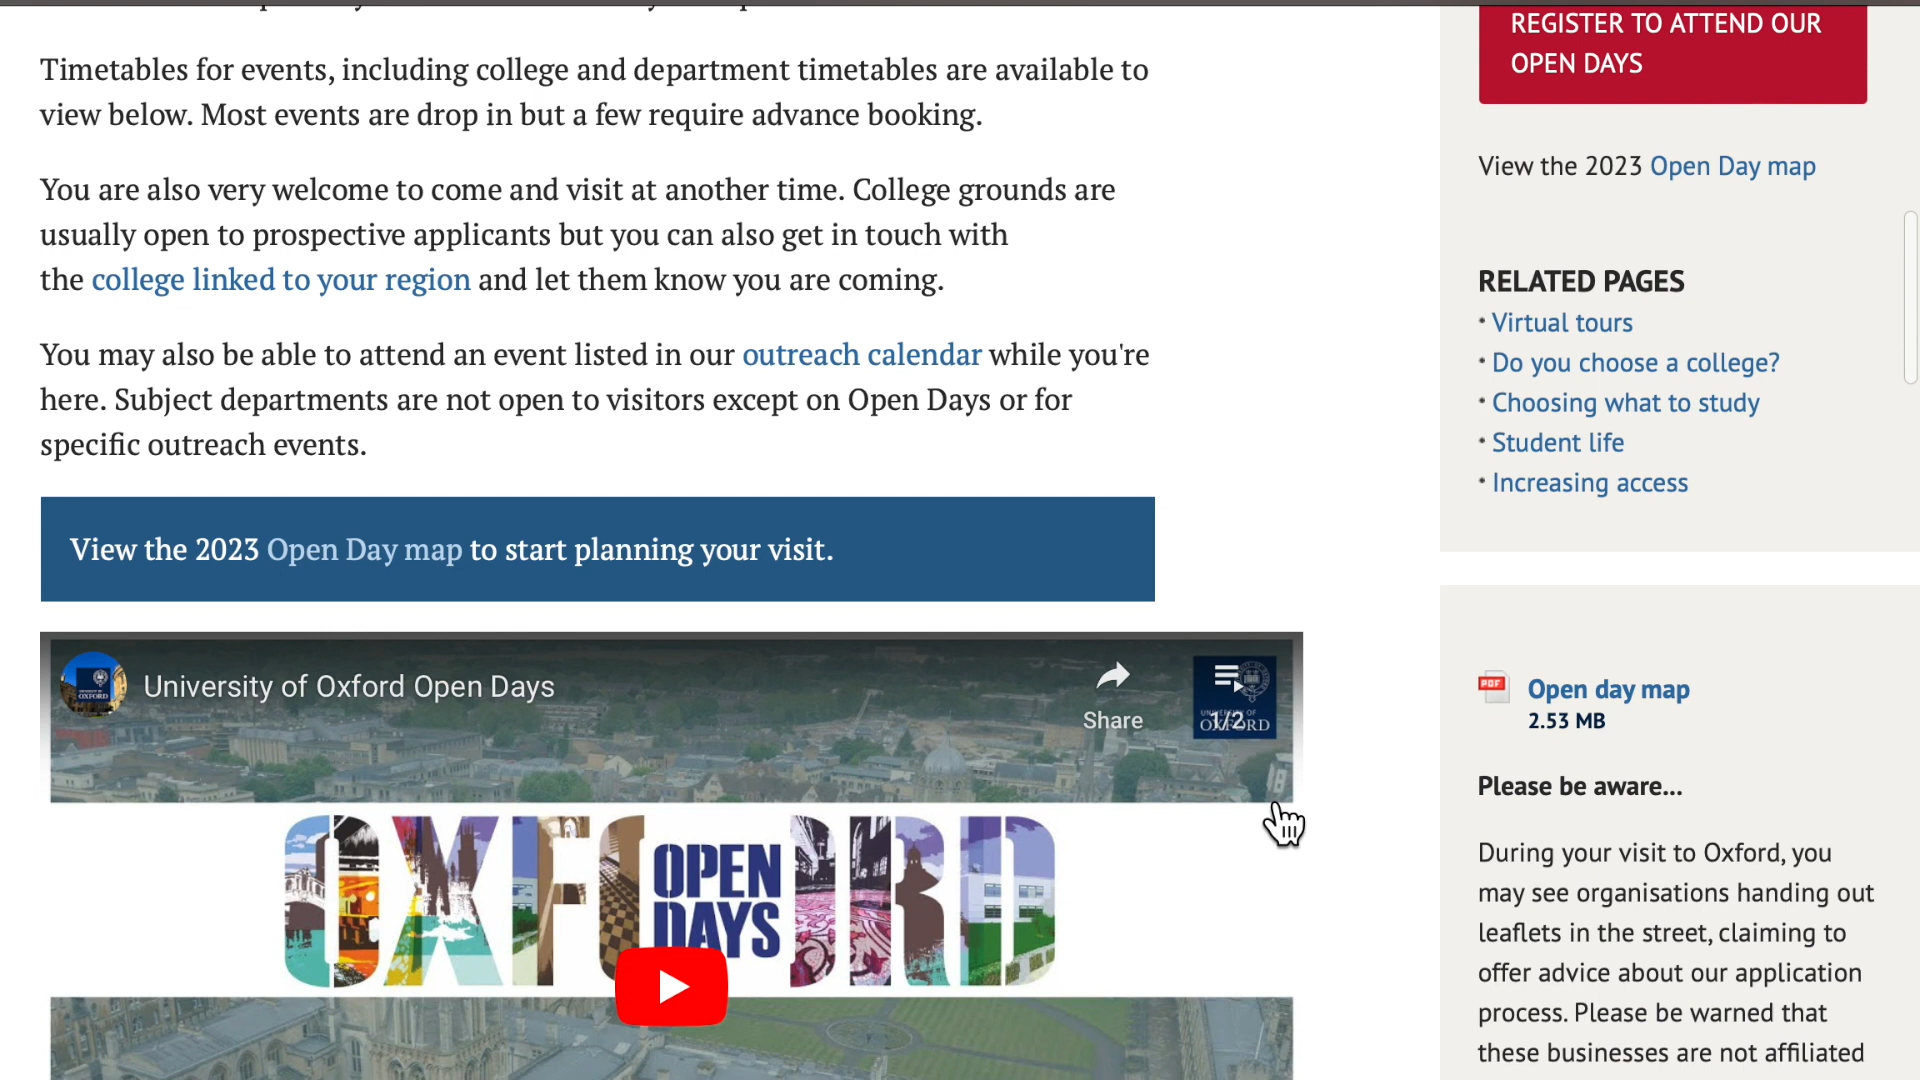 Timetables for events, including college and department timetables are available to
view below. Most events are drop in but a few require advance booking.
You are also very welcome to come and visit at another time. College grounds are
usually open to prospective applicants but you can also get in touch with
the college linked to your region and let them know you are coming.
You may also be able to attend an event listed in our outreach calendar while you're
here. Subject departments are not open to visitors except on Open Days or for
specific outreach events.
View the 2023 Open Day map to start planning your visit.
University of Oxford Open Days
Share
1/2
UNIVERSITY OF
OXFORD
OXFORD
OPEN
DAYS
REGISTER TO ATTEND OUR
OPEN DAYS
View the 2023 Open Day map
RELATED PAGES
• Virtual tours
• Do you choose a college?
• Choosing what to study
• Student life
• Increasing access
PDF
Open day map
2.53 MB
Please be aware...
During your visit to Oxford, you
may see organisations handing out
leaflets in the street, claiming to
offer advice about our application
process. Please be warned that
these businesses are not affiliated